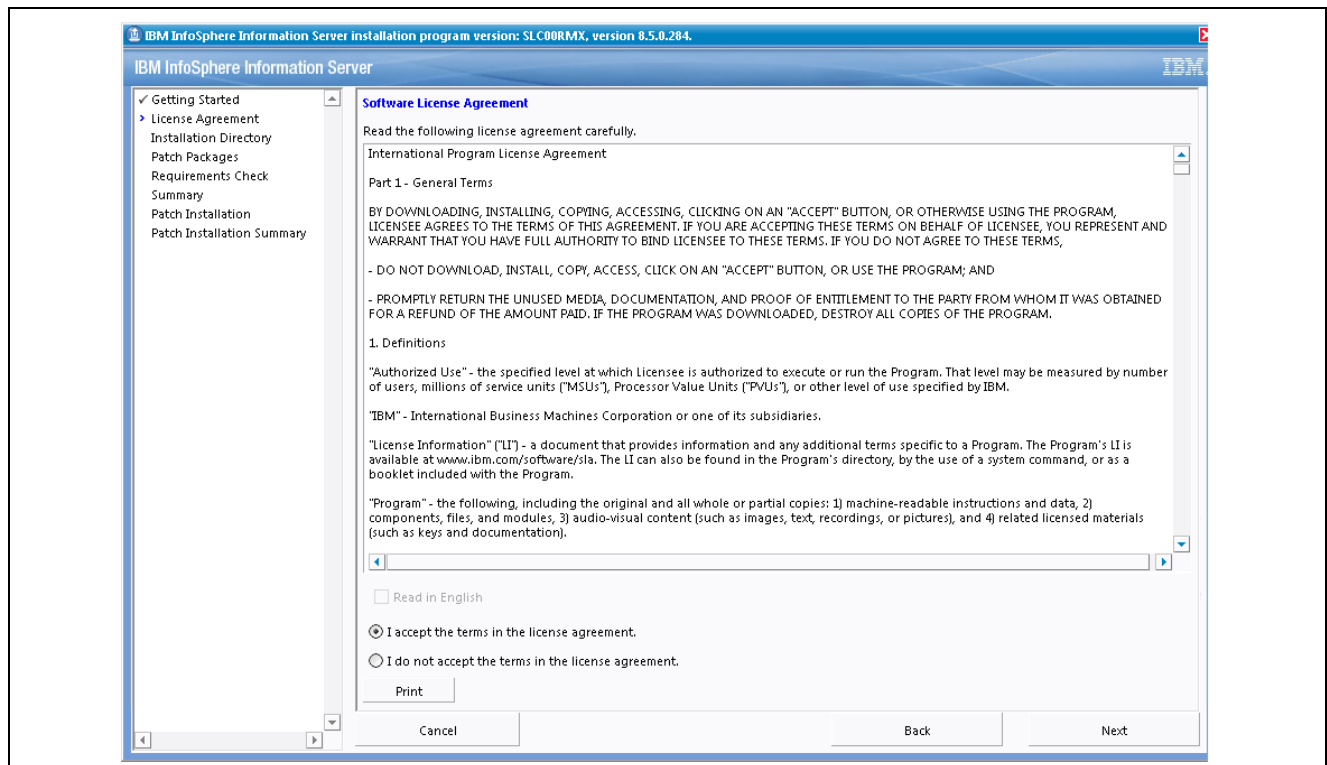 IBM InfoSphere Information Server installation program version: SLC00RMX, version 8.5.0.284.
IBM InfoSphere Information Server
IBM
✓ Getting Started
> License Agreement
Installation Directory
Patch Packages
Requirements Check
Summary
Patch Installation
Patch Installation Summary
Software License Agreement
Read the following license agreement carefully.
International Program License Agreement
Part 1 - General Terms
BY DOWNLOADING, INSTALLING, COPYING, ACCESSING, CLICKING ON AN "ACCEPT" BUTTON, OR OTHERWISE USING THE PROGRAM,
LICENSEE AGREES TO THE TERMS OF THIS AGREEMENT. IF YOU ARE ACCEPTING THESE TERMS ON BEHALF OF LICENSEE, YOU REPRESENT AND
WARRANT THAT YOU HAVE FULL AUTHORITY TO BIND LICENSEE TO THESE TERMS. IF YOU DO NOT AGREE TO THESE TERMS,
- DO NOT DOWNLOAD, INSTALL, COPY, ACCESS, CLICK ON AN "ACCEPT" BUTTON, OR USE THE PROGRAM; AND
- PROMPTLY RETURN THE UNUSED MEDIA, DOCUMENTATION, AND PROOF OF ENTITLEMENT TO THE PARTY FROM WHOM IT WAS OBTAINED
FOR A REFUND OF THE AMOUNT PAID. IF THE PROGRAM WAS DOWNLOADED, DESTROY ALL COPIES OF THE PROGRAM.
1. Definitions
"Authorized Use" - the specified level at which Licensee is authorized to execute or run the Program. That level may be measured by number
of users, millions of service units ("MSUs"), Processor Value Units ("PVUs"), or other level of use specified by IBM.
"IBM" - International Business Machines Corporation or one of its subsidiaries.
"License Information" ("LI") - a document that provides information and any additional terms specific to a Program. The Program's LI is
available at www.ibm.com/software/sla. The LI can also be found in the Program's directory, by the use of a system command, or as a
booklet included with the Program.
"Program" - the following, including the original and all whole or partial copies: 1) machine-readable instructions and data, 2)
components, files, and modules, 3) audio-visual content (such as images, text, recordings, or pictures), and 4) related licensed materials
(such as keys and documentation).
Read in English
I accept the terms in the license agreement.
I do not accept the terms in the license agreement.
Print
Cancel
Back
Next